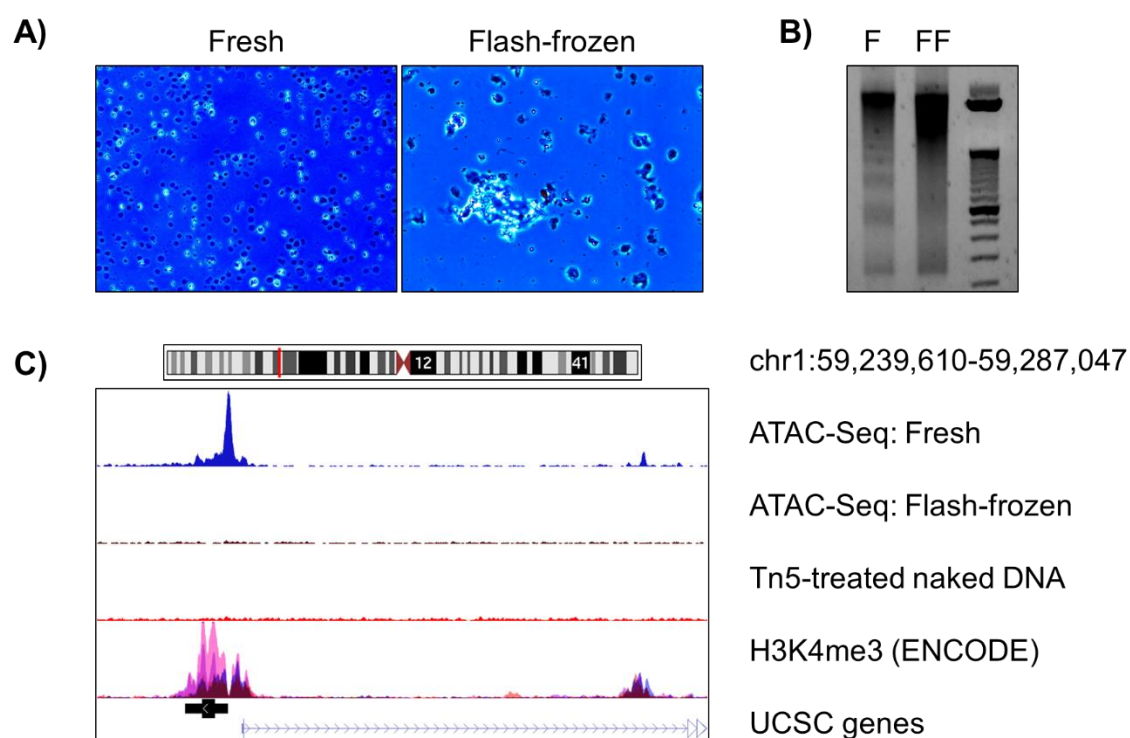 A)
Fresh
Flash-frozen
B)
F FF
C)
12
41
chr1:59,239,610-59,287,047
ATAC-Seq: Fresh
ATAC-Seq: Flash-frozen
Tn5-treated naked DNA
H3K4me3 (ENCODE)
UCSC genes